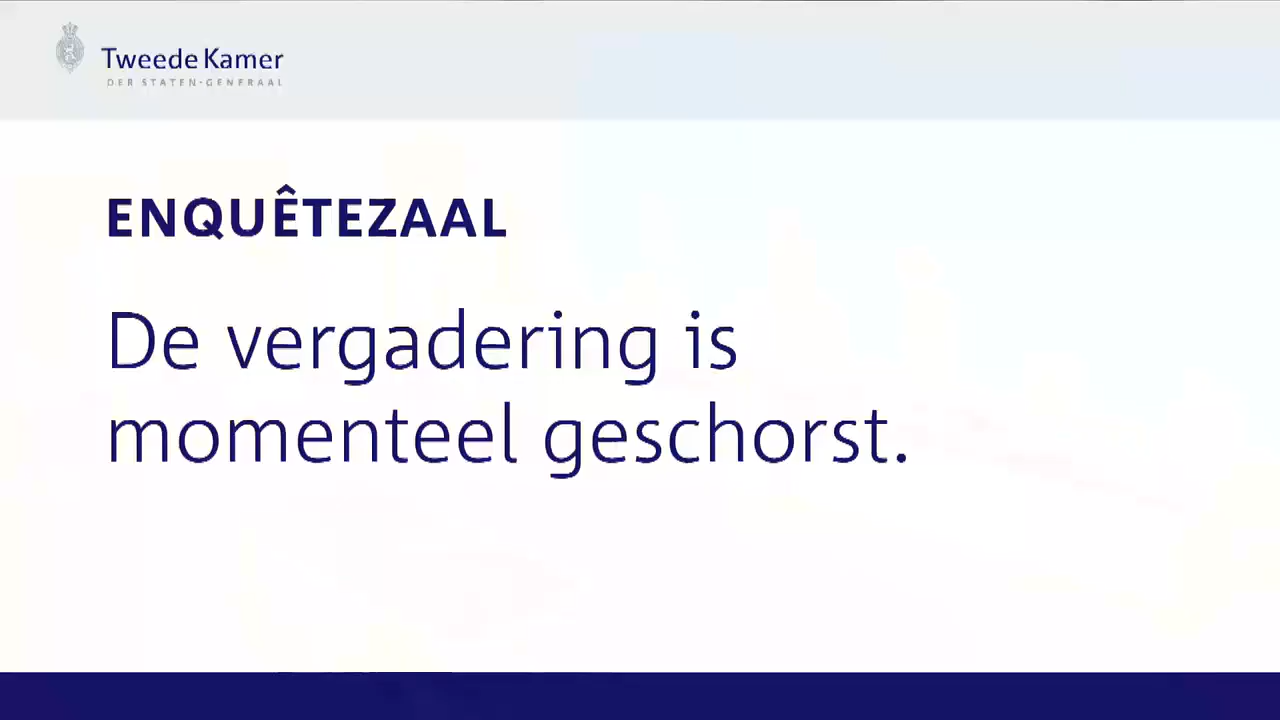 Tweede Kamer
DER STATEN-GENERAAL
ENQUÊTEZAAL
De vergadering is
momenteel geschorst.